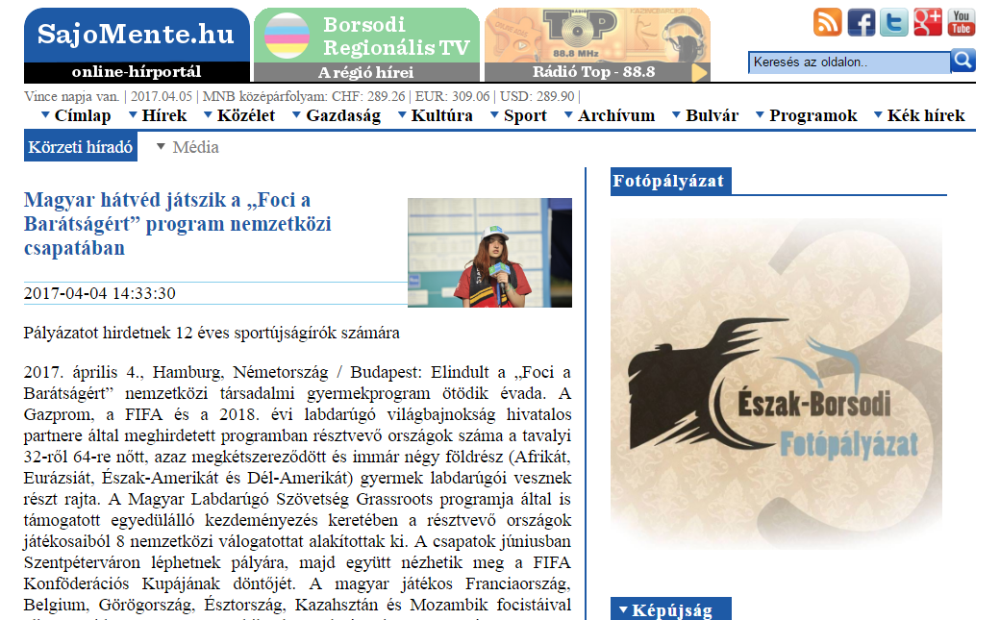 SajoMente.hu
online-hírportál
Borsodi
Regionális TV
A régió hírei
TOP
88.8 MHz
KAZINCBARCIKA
Rádió Top - 88.8
You
Tube
Keresés az oldalon..
Vince napja van. | 2017.04.05 | MNB középárfolyam: CHF: 289.26 | EUR: 309.06 | USD: 289.90 |
Címlap Hírek Közélet Gazdaság Kultúra Sport Archívum Bulvár Programok Kék hírek
Körzeti híradó Média
Magyar hátvéd játszik a „Foci a
Barátságért” program nemzetközi
csapatában
2017-04-04 14:33:30
Pályázatot hirdetnek 12 éves sportújságírók számára
2017. április 4., Hamburg, Németország / Budapest: Elindult a „Foci a
Barátságért” nemzetközi társadalmi gyermekprogram ötödik évada. A
Gazprom, a FIFA és a 2018. évi labdarúgó világbajnokság hivatalos
partnere által meghirdetett programban résztvevő országok száma a tavalyi
32-ről 64-re nőtt, azaz megkétszereződött és immár négy földrész (Afrikát,
Eurázsiát, Észak-Amerikát és Dél-Amerikát) gyermek labdarúgói vesznek
részt rajta. A Magyar Labdarúgó Szövetség Grassroots programja által is
támogatott egyedülálló kezdeményezés keretében a résztvevő országok
játékosaiból 8 nemzetközi válogatottat alakítottak ki. A csapatok júniusban
Szentpéterváron léphetnek pályára, majd együtt nézhetik meg a FIFA
Konföderációs Kupájának döntőjét. A magyar játékos Franciaország,
Belgium, Görögország, Észtország, Kazahsztán és Mozambik focistáival
Fotópályázat
3
Észak-Borsodi
Fotópályázat
Képújság